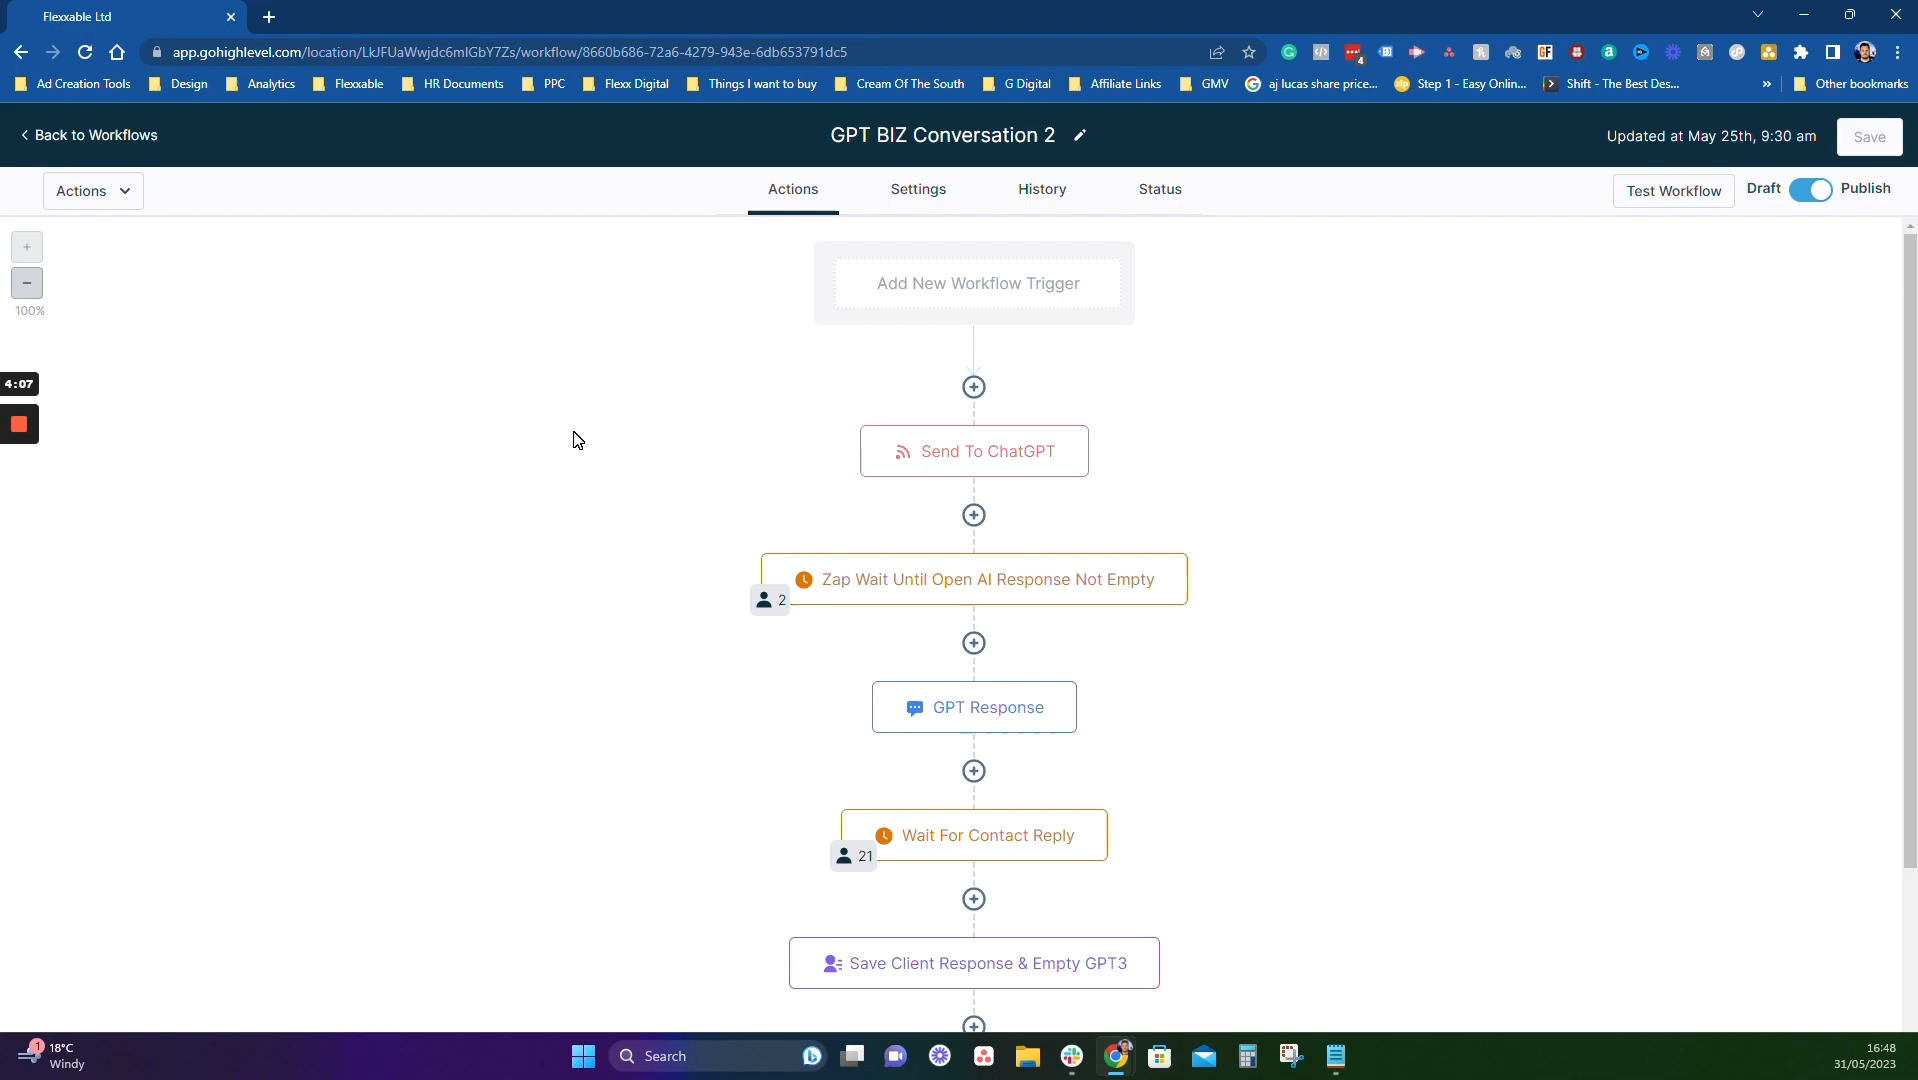 Flexxable Ltd
app.gohighlevel.com/location/LkJFUaWwjdc6mIGbY7Zs/workflow/8660b686-72a6-4279-943e-6db653791dc5
4
Ad Creation Tools Design Analytics Flexxable HR Documents PPC Flexx Digital Things I want to buy Cream Of The South G Digital Affiliate Links GMV aj lucas share price... Step 1 - Easy Onlin... Shift - The Best Des... » Other bookmarks
Back to Workflows
GPT BIZ Conversation 2
Updated at May 25th, 9:30 am
Save
Actions
Actions Settings History Status
Test Workflow Draft Publish
100%
Add New Workflow Trigger
4:07
Send To ChatGPT
Zap Wait Until Open AI Response Not Empty
2
GPT Response
Wait For Contact Reply
21
Save Client Response & Empty GPT3
1
18°C
Windy
Search
16:48
31/05/2023